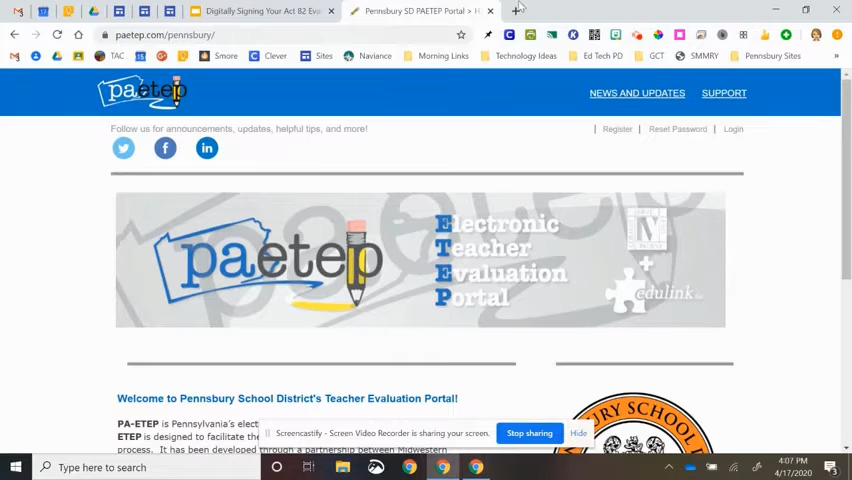 Digitally Signing Your Act 82 Eva
Pennsbury SD PAETEP Portal > H
paetep.com/pennsbury/
TAC
Smore
Clever
Sites
Naviance
Morning Links
Technology Ideas
Ed Tech PD
GCT
SMMRY
Pennsbury Sites
paetep
NEWS AND UPDATES
SUPPORT
Follow us for announcements, updates, helpful tips, and more!
| Register | Reset Password | Login
paetep
Electronic
Teacher
Evaluation
Portal
edulink
Welcome to Pennsbury School District's Teacher Evaluation Portal!
PA-ETEP is Pennsylvania's elect
ETEP is designed to facilitate the
process. It has been developed through a partnership between Midwestern
BURY SCHOOL
Screencastify - Screen Video Recorder is sharing your screen.
Stop sharing
Hide
Type here to search
4:07 PM
4/17/2020